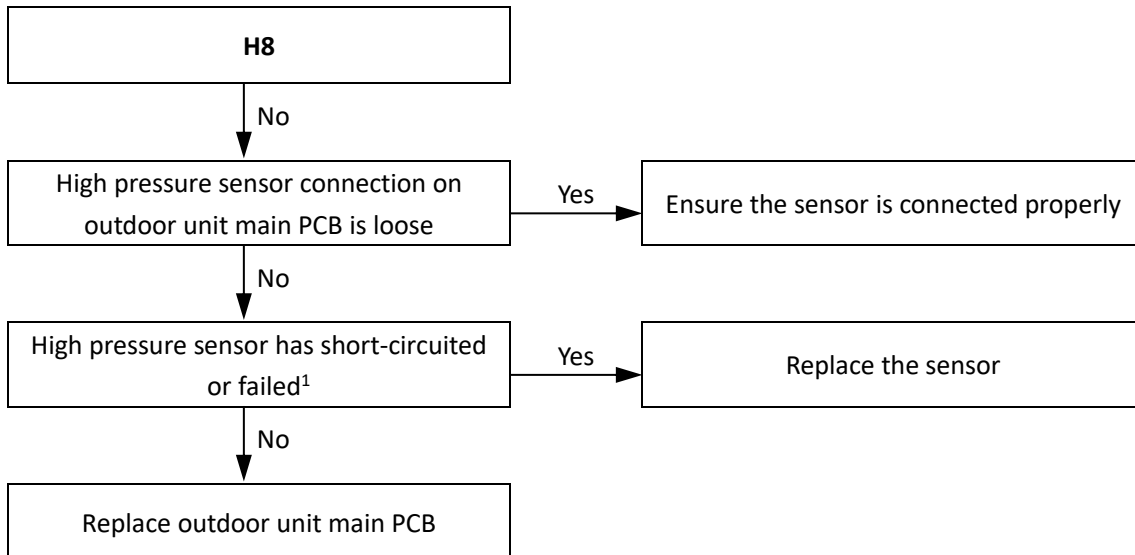 H8
No
High pressure sensor connection on
outdoor unit main PCB is loose
Yes
Ensure the sensor is connected properly
No
High pressure sensor has short-circuited
or failed¹
Yes
Replace the sensor
No
Replace outdoor unit main PCB